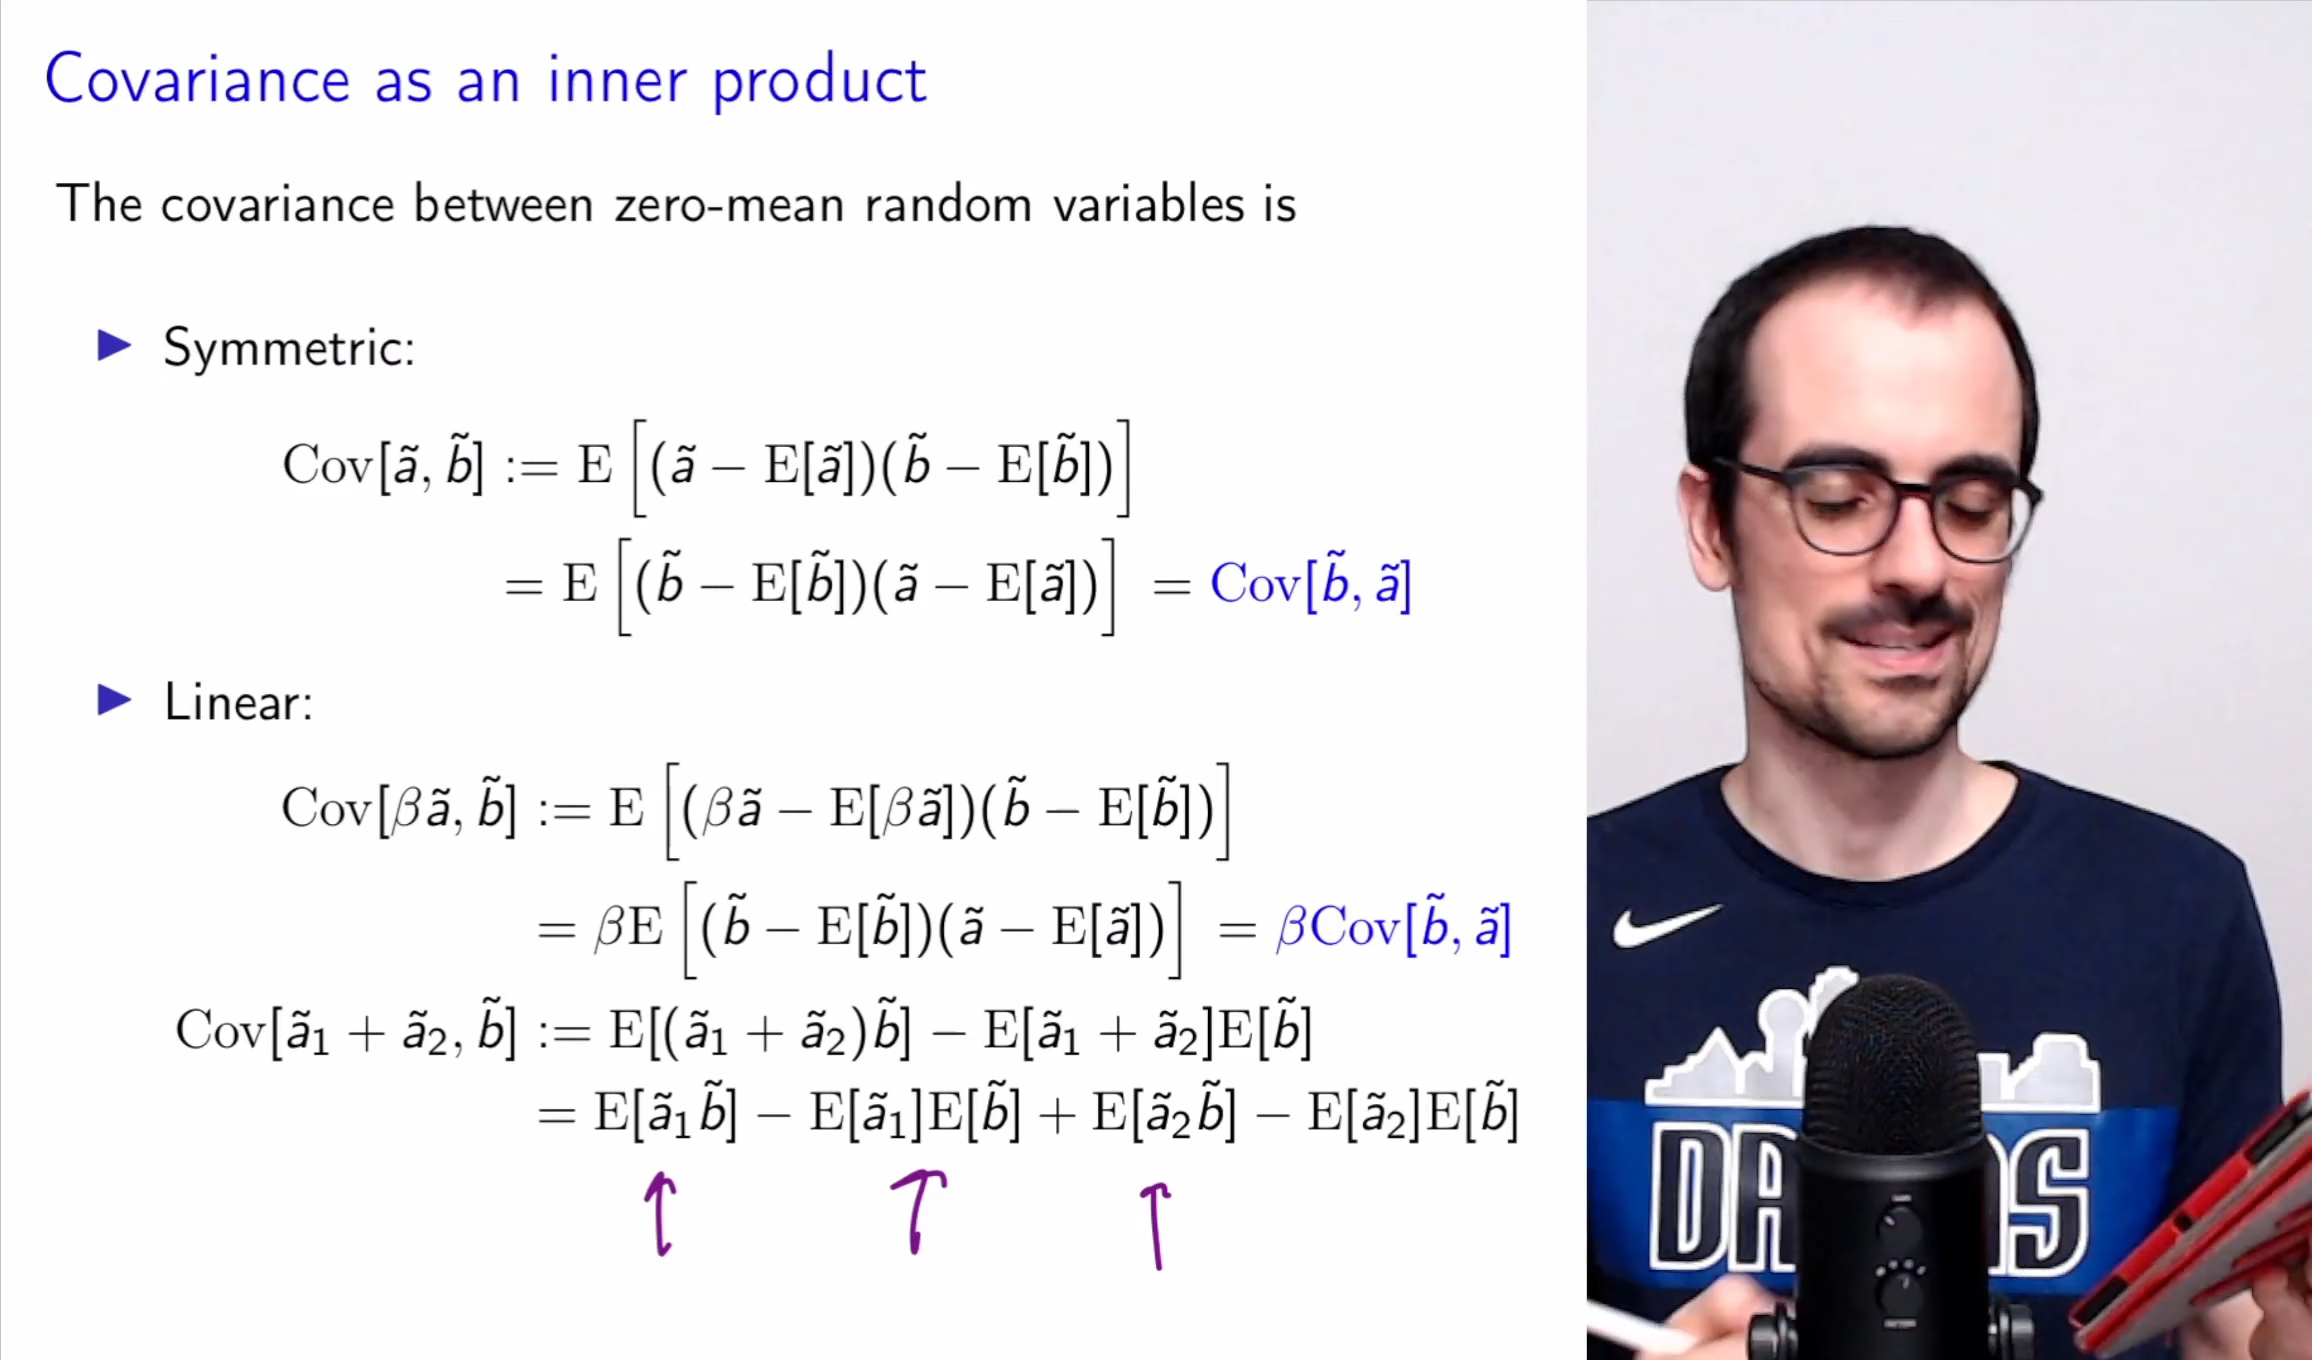 Covariance as an inner product
The covariance between zero-mean random variables is
▶ Symmetric:
Cov[ã, b̃] := E[(ã − E[ã])(b̃ − E[b̃])]
= E[(b̃ − E[b̃])(ã − E[ã])] = Cov[b̃, ã]
▶ Linear:
Cov[βã, b̃] := E[(βã − E[βã])(b̃ − E[b̃])]
= βE[(b̃ − E[b̃])(ã − E[ã])] = βCov[b̃, ã]
Cov[ã₁ + ã₂, b̃] := E[(ã₁ + ã₂)b̃] − E[ã₁ + ã₂]E[b̃]
= E[ã₁b̃] − E[ã₁]E[b̃] + E[ã₂b̃] − E[ã₂]E[b̃]